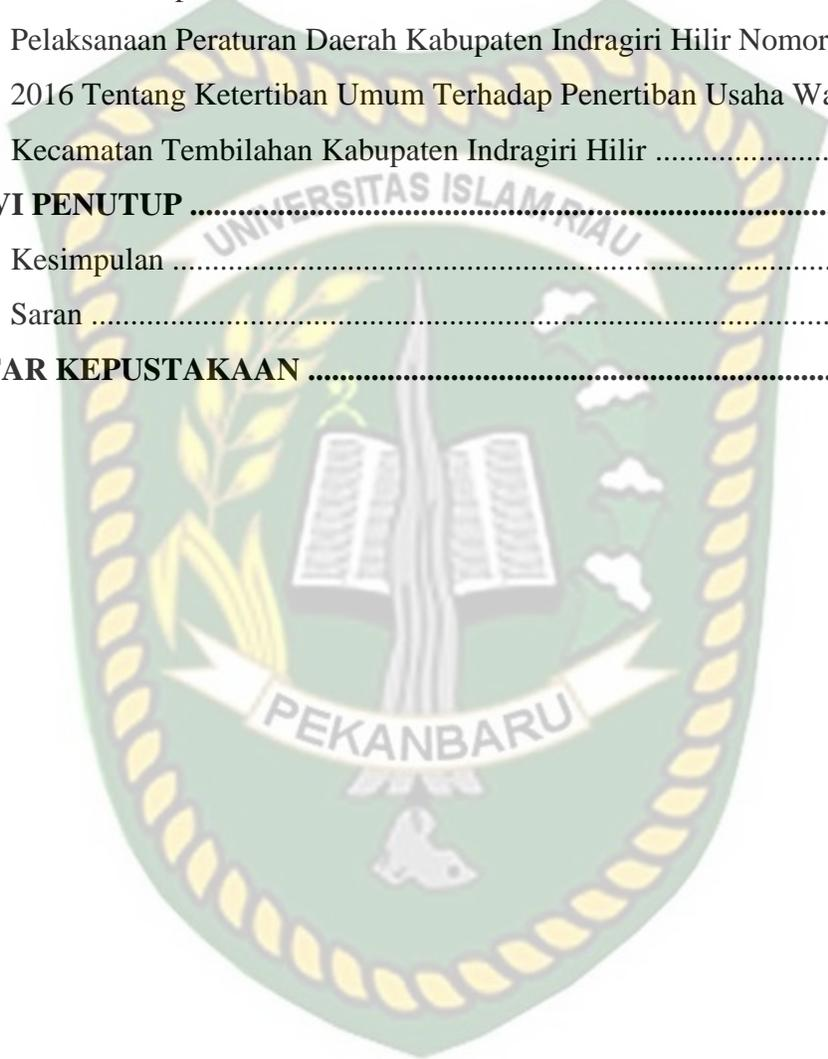 Pelaksanaan Peraturan Daerah Kabupaten Indragiri Hilir Nomor
2016 Tentang Ketertiban Umum Terhadap Penertiban Usaha Wa
Kecamatan Tembilahan Kabupaten Indragiri Hilir ......................
UNIVERSITAS ISLAM RIAU
VI PENUTUP ................................................................................
Kesimpulan ..................................................................................
Saran ............................................................................................
AR KEPUSTAKAAN .................................................................
PEKANBARU